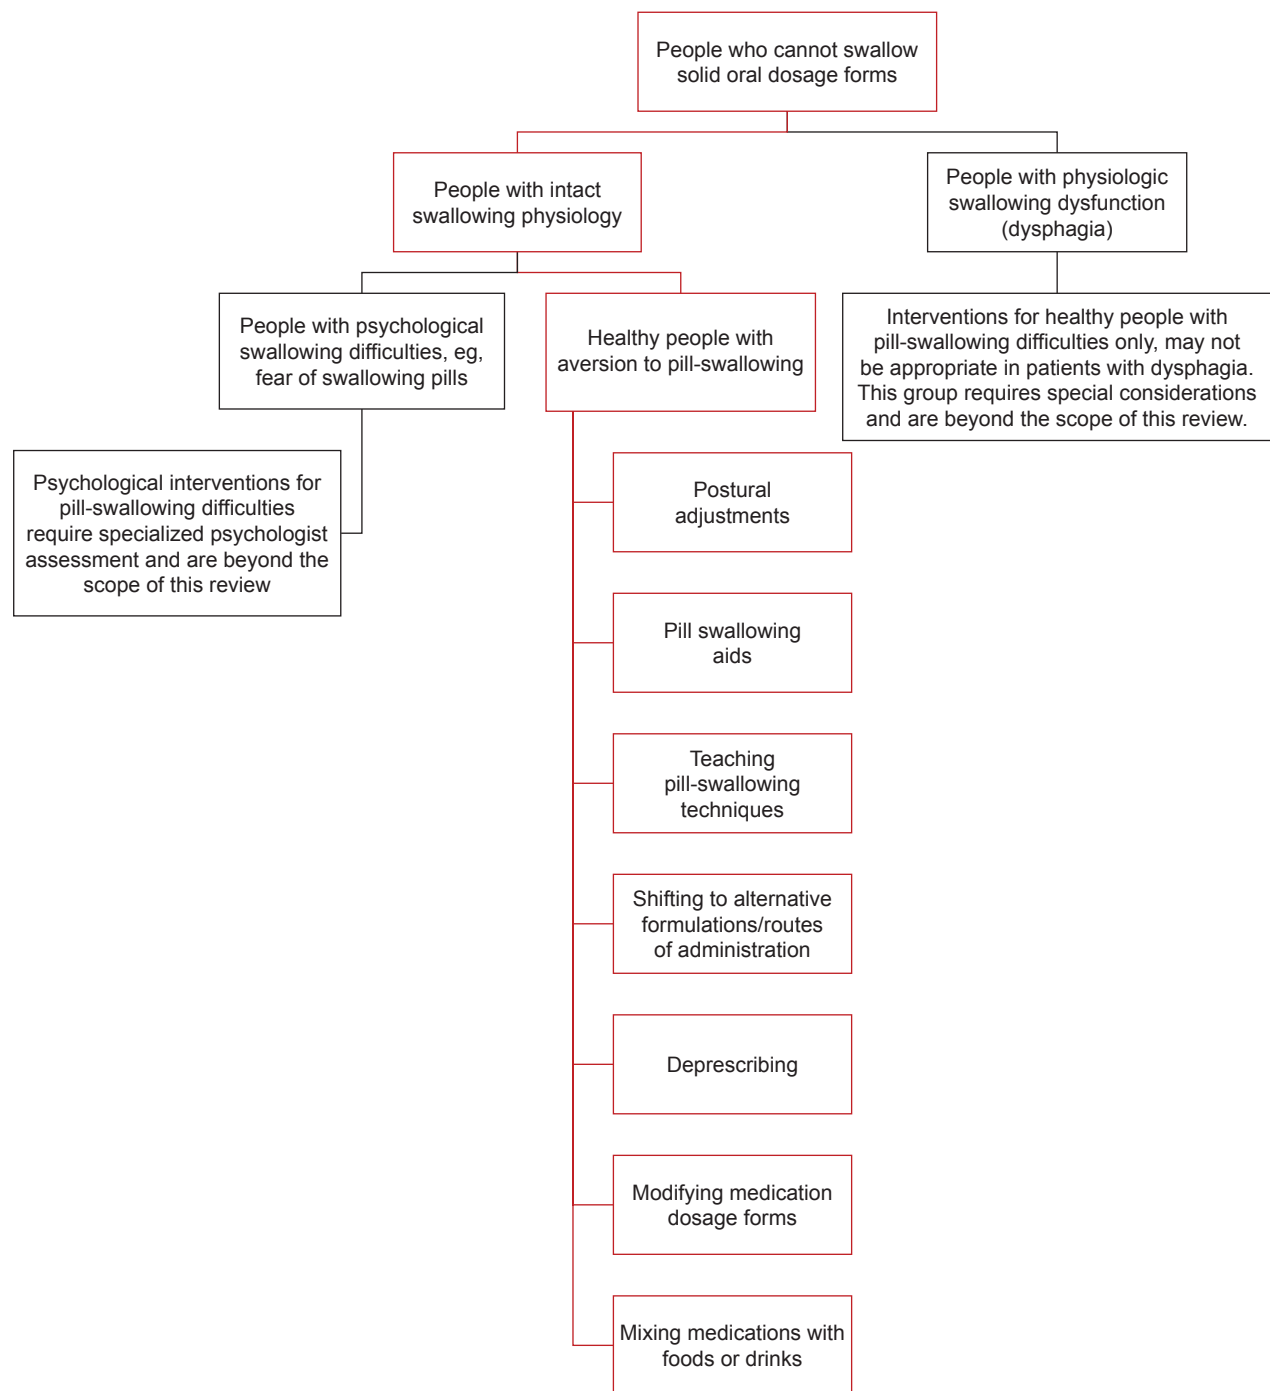 People who cannot swallow
solid oral dosage forms
People with intact
swallowing physiology
People with physiologic
swallowing dysfunction
(dysphagia)
People with psychological
swallowing difficulties, eg,
fear of swallowing pills
Healthy people with
aversion to pill-swallowing
Interventions for healthy people with
pill-swallowing difficulties only, may not
be appropriate in patients with dysphagia.
This group requires special considerations
and are beyond the scope of this review.
Psychological interventions for
pill-swallowing difficulties
require specialized psychologist
assessment and are beyond the
scope of this review
Postural
adjustments
Pill swallowing
aids
Teaching
pill-swallowing
techniques
Shifting to alternative
formulations/routes
of administration
Deprescribing
Modifying medication
dosage forms
Mixing medications with
foods or drinks